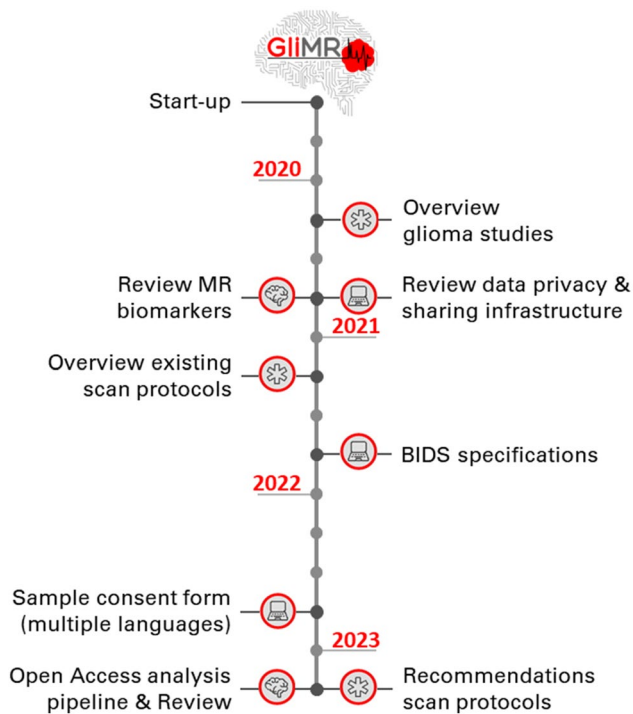 GliMR
Start-up
2020
Overview
glioma studies
Review MR
biomarkers
Review data privacy &
sharing infrastructure
2021
Overview existing
scan protocols
BIDS specifications
2022
Sample consent form
(multiple languages)
2023
Open Access analysis
pipeline & Review
Recommendations
scan protocols